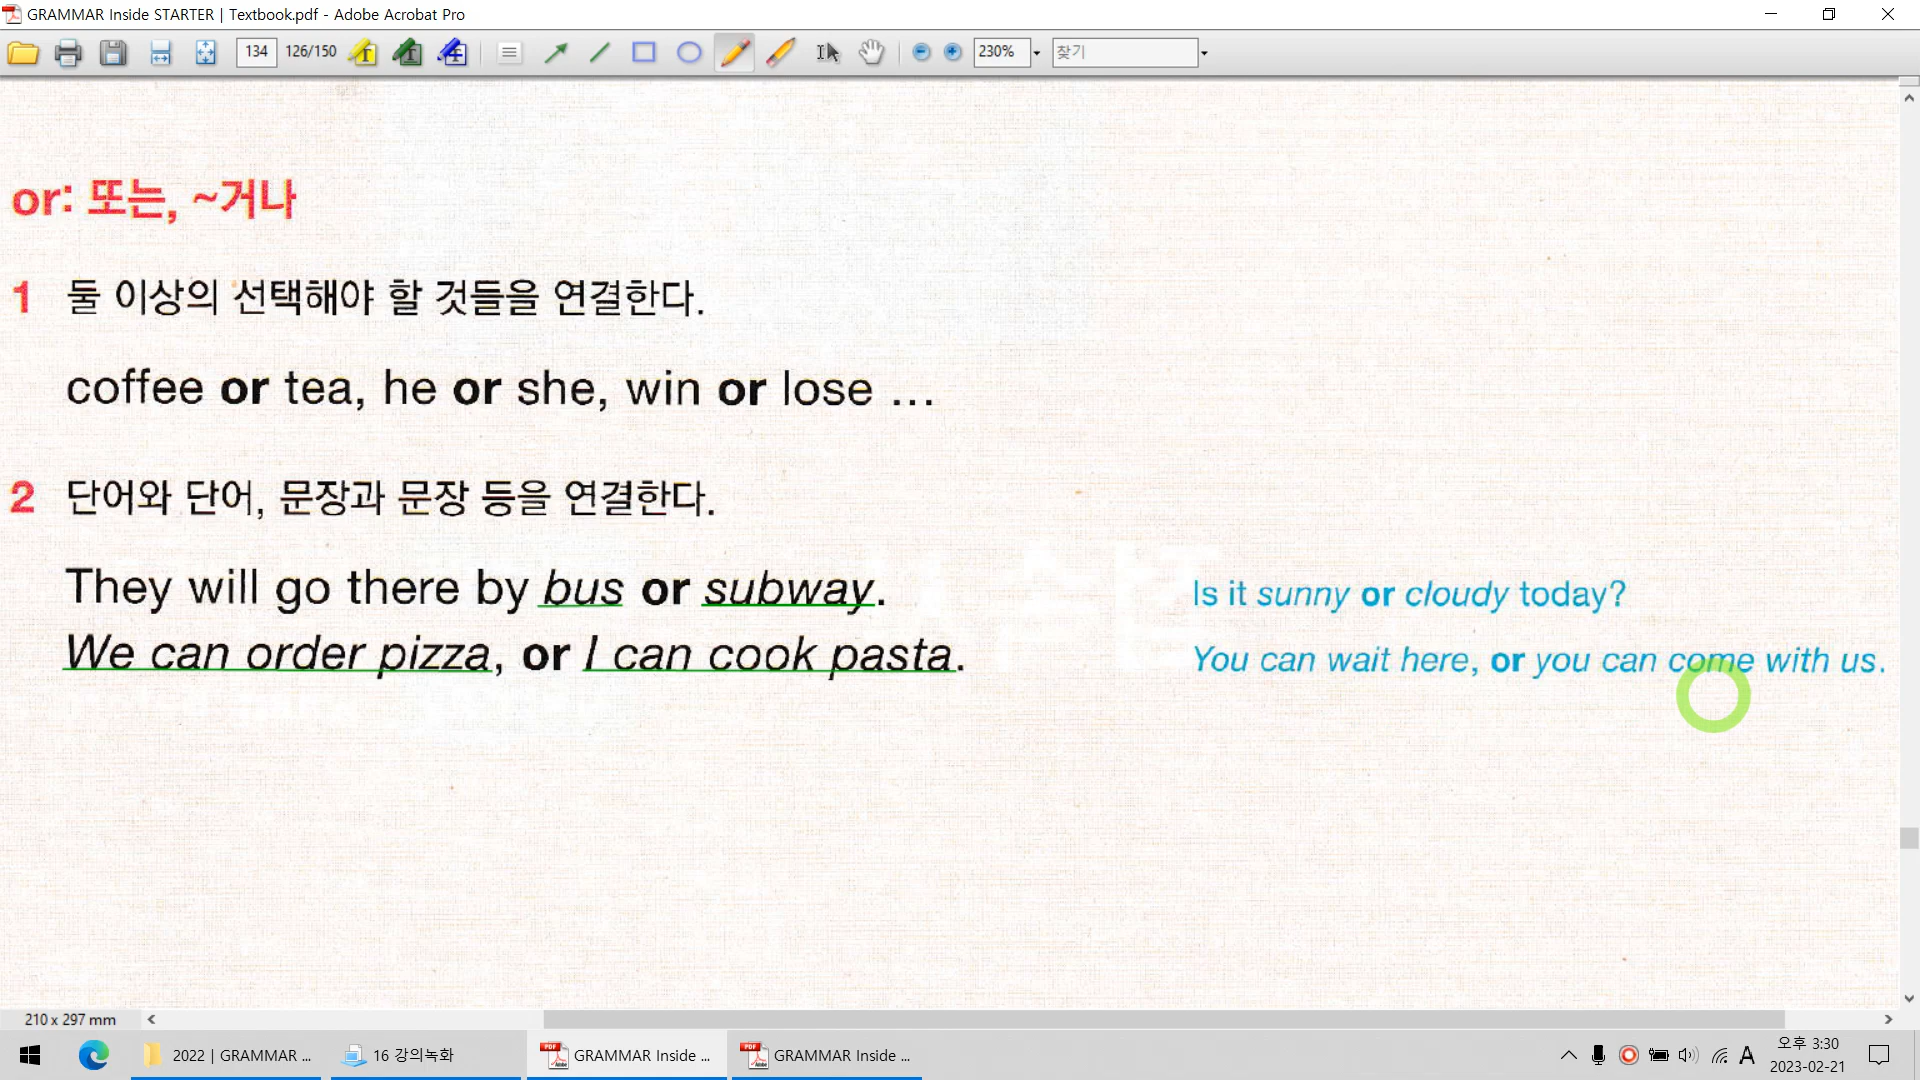 GRAMMAR Inside STARTER | Textbook.pdf - Adobe Acrobat Pro
134 126/150 230% 찾기
or: 또는, ~거나
1 둘 이상의 선택해야 할 것들을 연결한다.
coffee or tea, he or she, win or lose …
2 단어와 단어, 문장과 문장 등을 연결한다.
They will go there by bus or subway.
We can order pizza, or I can cook pasta.
Is it sunny or cloudy today?
You can wait here, or you can come with us.
210 x 297 mm
2022 | GRAMMAR ... 16 강의녹화 GRAMMAR Inside ... GRAMMAR Inside ... A 오후 3:30
2023-02-21